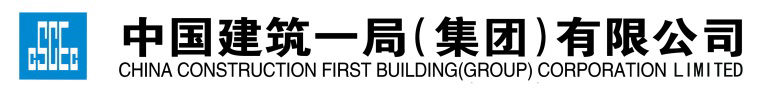 CSCEC
中国建筑一局(集团)有限公司
CHINA CONSTRUCTION FIRST BUILDING(GROUP) CORPORATION LIMITED